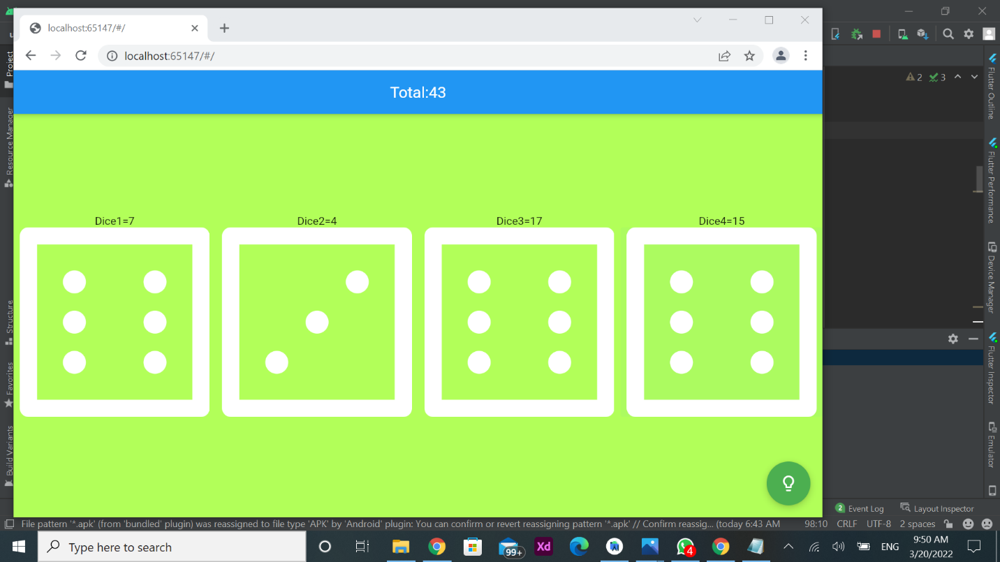 localhost:65147/#/
localhost:65147/#/
Total:43
Dice1=7
Dice2=4
Dice3=17
Dice4=15
Project
Resource Manager
Structure
Favorites
Build Variants
2
3
Flutter Outline
Flutter Performance
Device Manager
Flutter Inspector
Emulator
2 Event Log
Layout Inspector
File pattern '*.apk' (from 'bundled' plugin) was reassigned to file type 'APK' by 'Android' plugin: You can confirm or revert reassigning pattern '*.apk' // Confirm reassig... (today 6:43 AM
98:10 CRLF UTF-8 2 spaces
Type here to search
99+
Xd
4
ENG
9:50 AM
3/20/2022